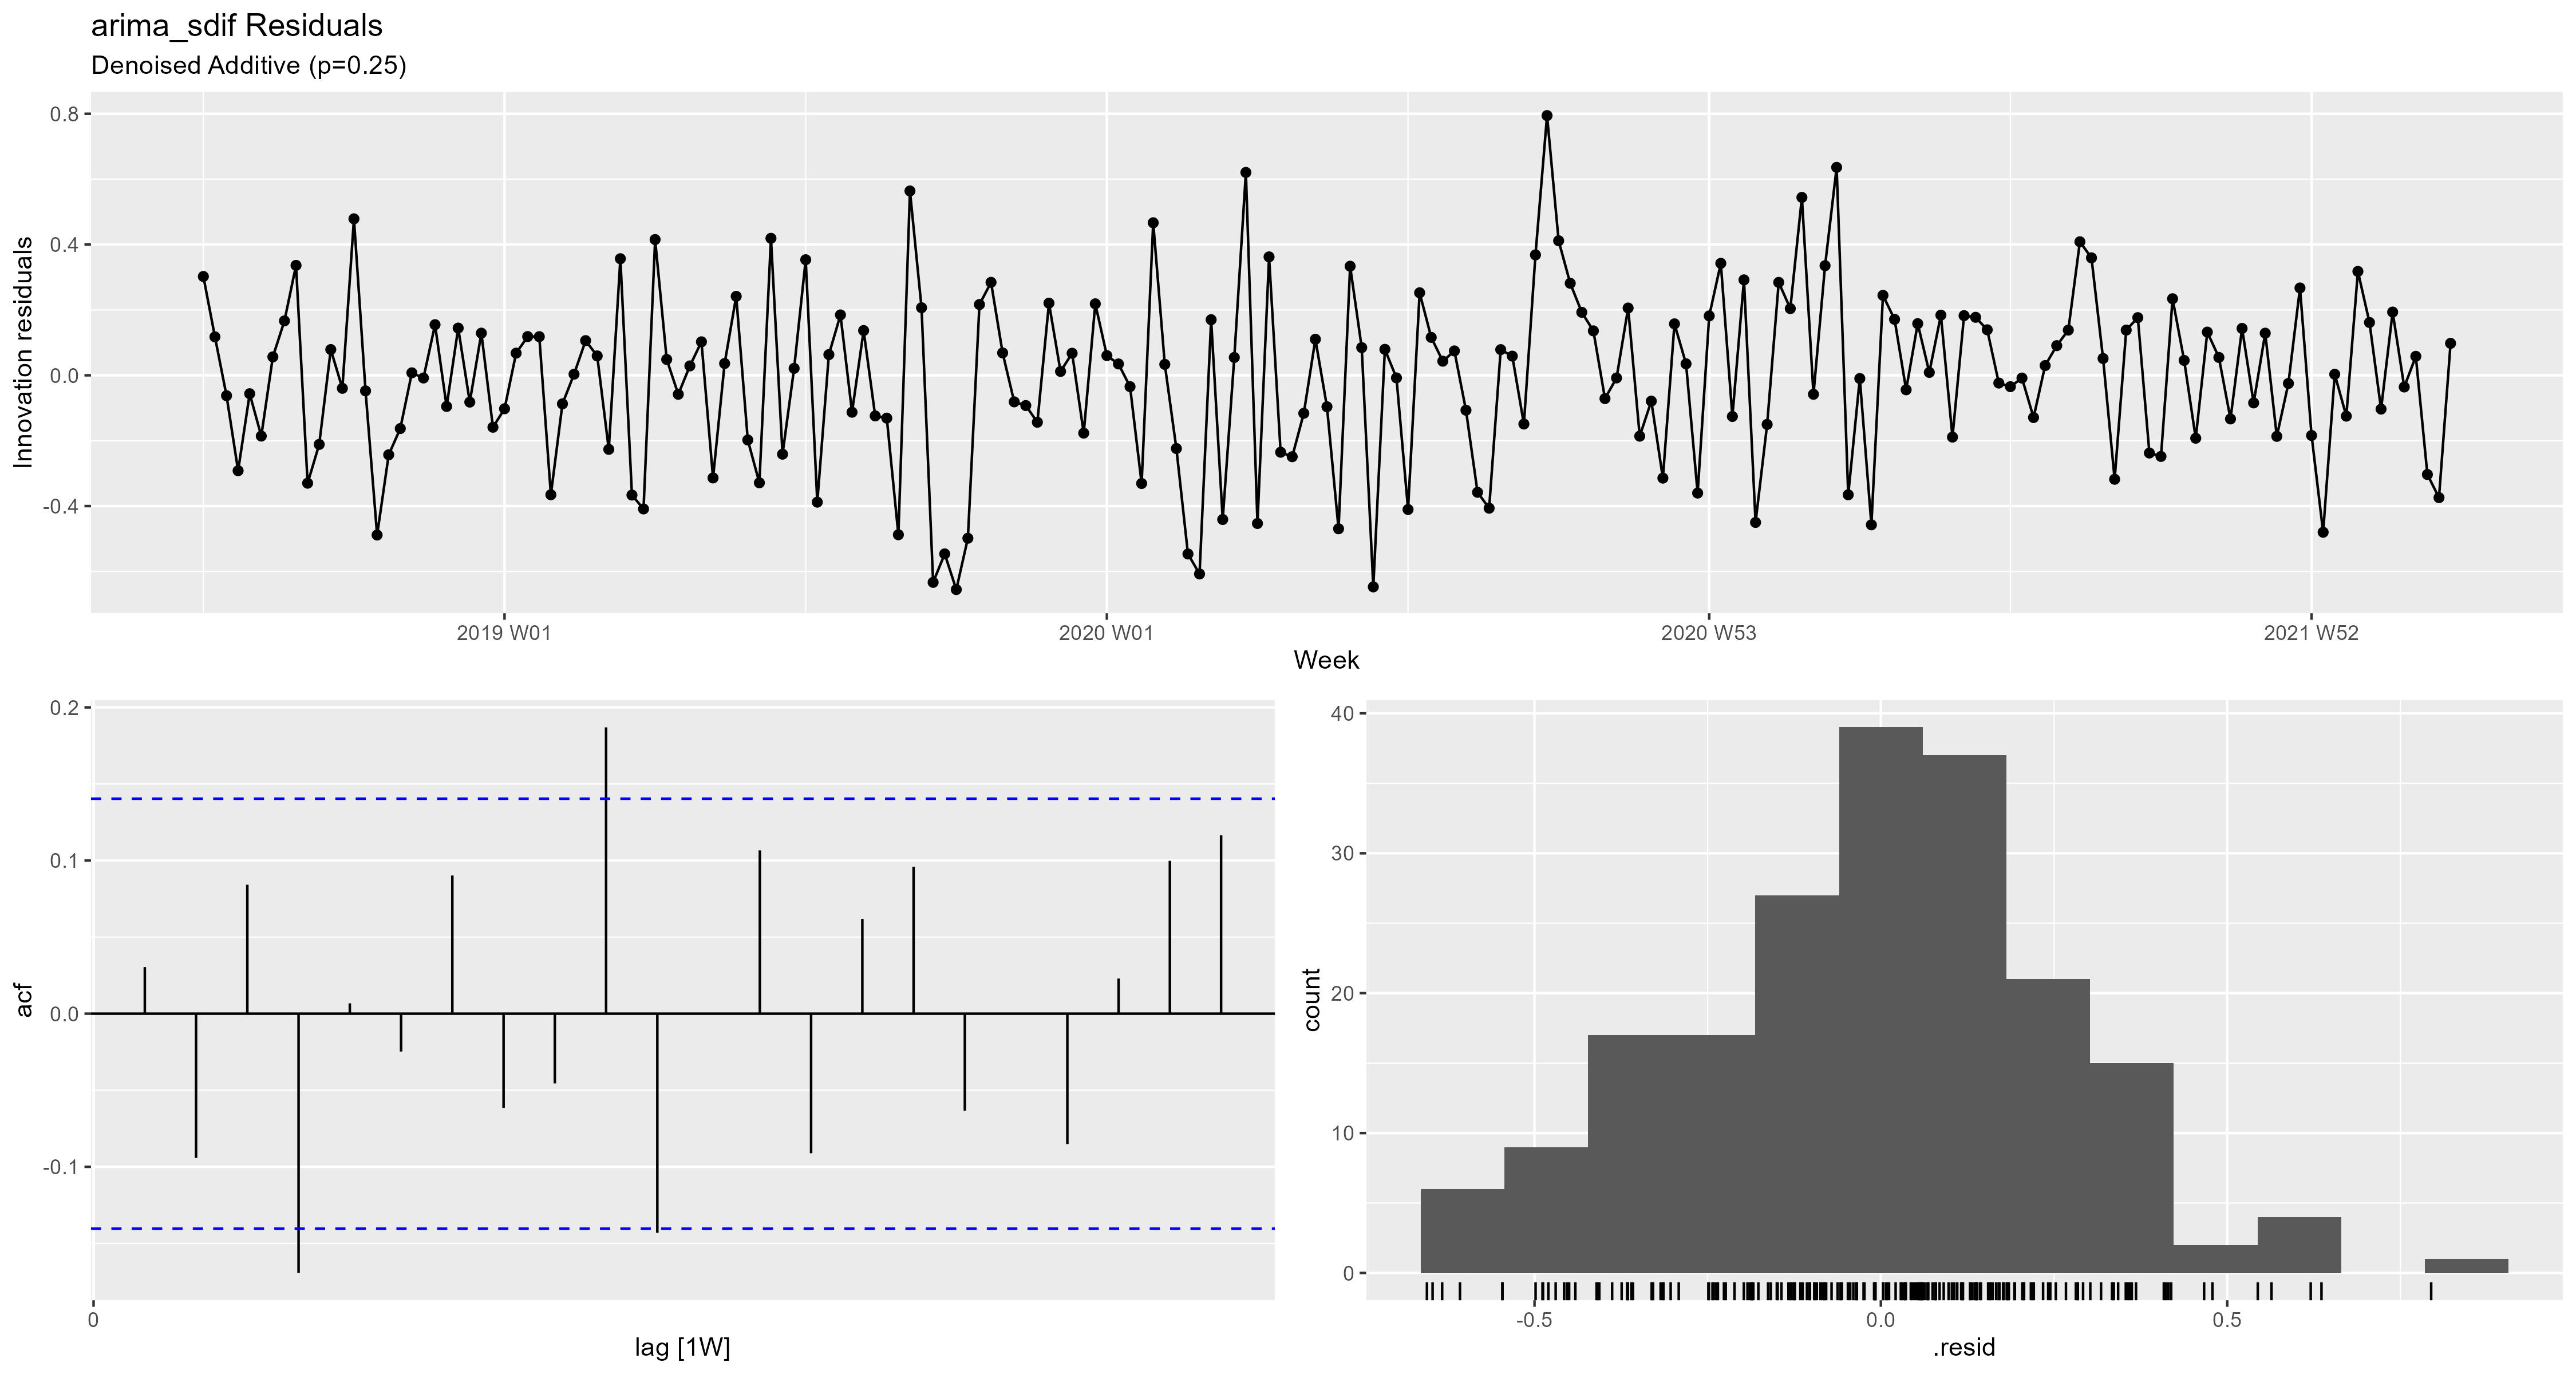 arima_sdif Residuals
Denoised Additive (p=0.25)
Innovation residuals
0.8
0.4
0.0
-0.4
2019 W01
2020 W01
2020 W53
2021 W52
Week
acf
0.2
0.1
0.0
-0.1
0
lag [1W]
count
40
30
20
10
0
-0.5
0.0
0.5
.resid